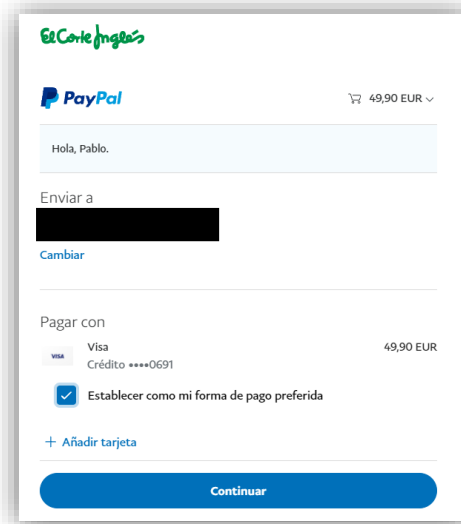 El Corte Inglés
PayPal
49,90 EUR
Hola, Pablo.
Enviar a
Cambiar
Pagar con
VISA
Visa
49,90 EUR
Crédito ••••0691
Establecer como mi forma de pago preferida
+ Añadir tarjeta
Continuar